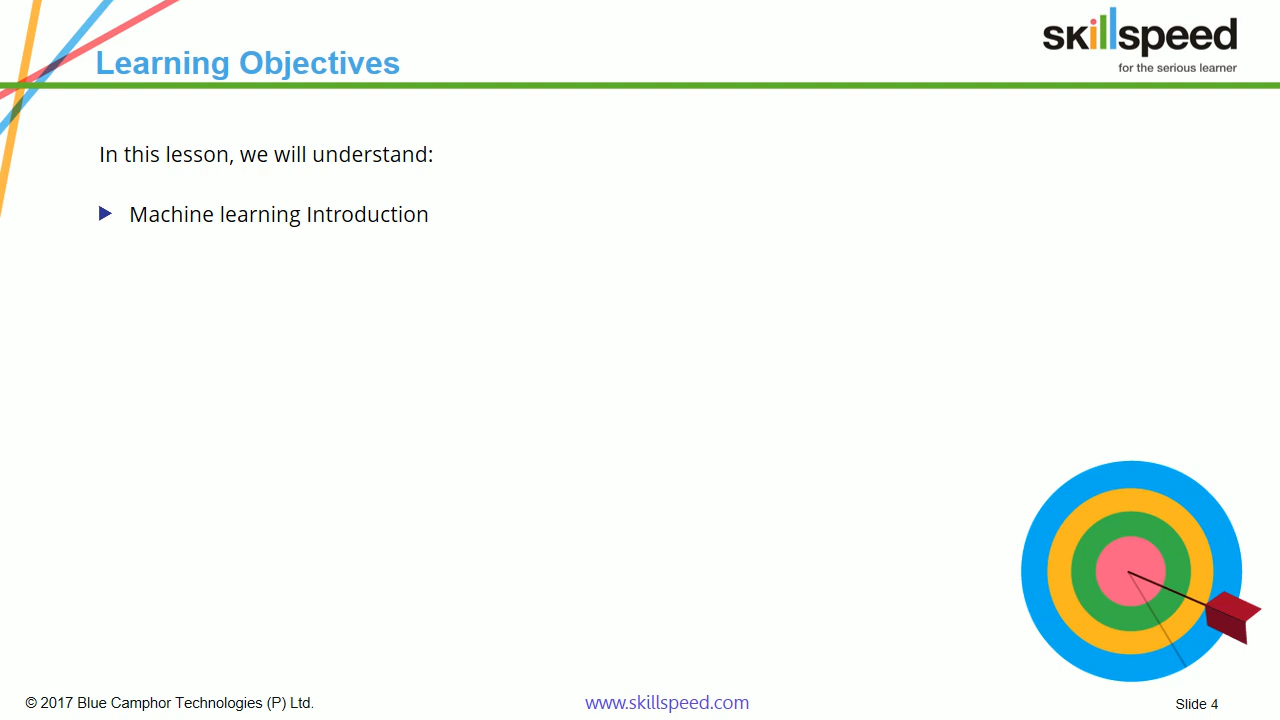 skillspeed
for the serious learner
Learning Objectives
In this lesson, we will understand:
Machine learning Introduction
© 2017 Blue Camphor Technologies (P) Ltd.
www.skillspeed.com
Slide 4